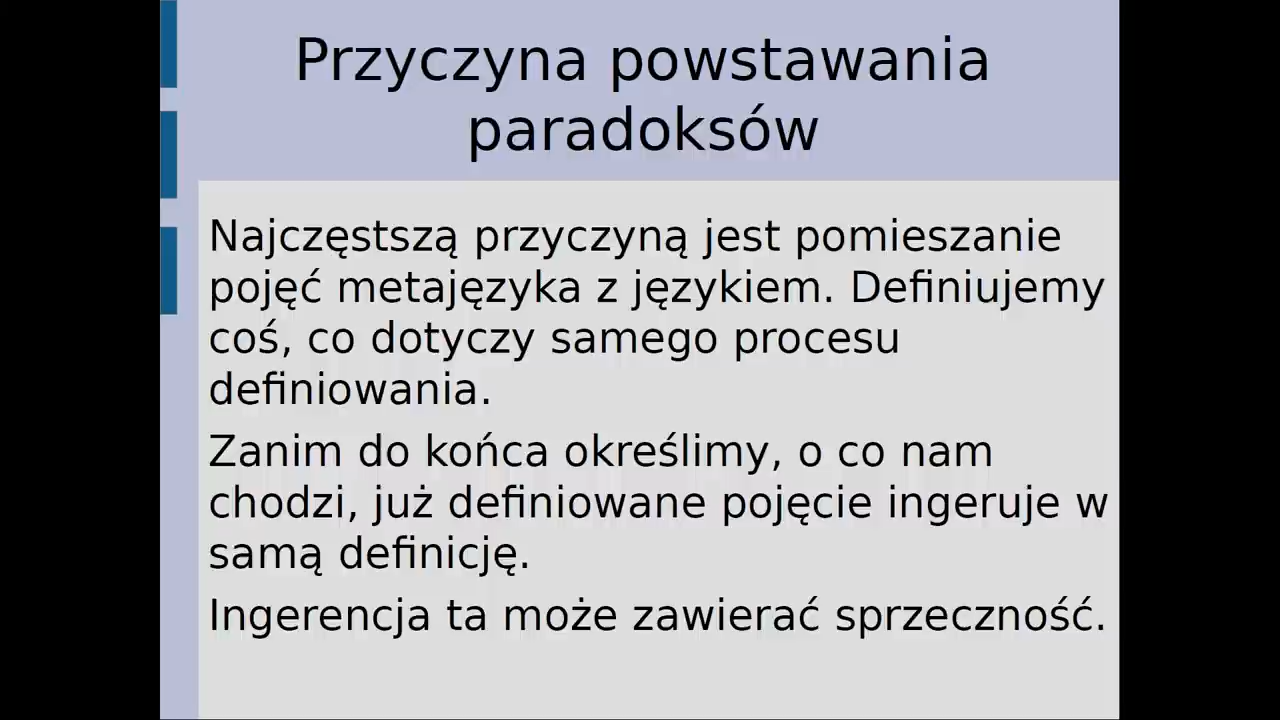 Przyczyna powstawania
paradoksów
Najczęstszą przyczyną jest pomieszanie
pojęć metajęzyka z językiem. Definiujemy
coś, co dotyczy samego procesu
definiowania.
Zanim do końca określimy, o co nam
chodzi, już definiowane pojęcie ingeruje w
samą definicję.
Ingerencja ta może zawierać sprzeczność.